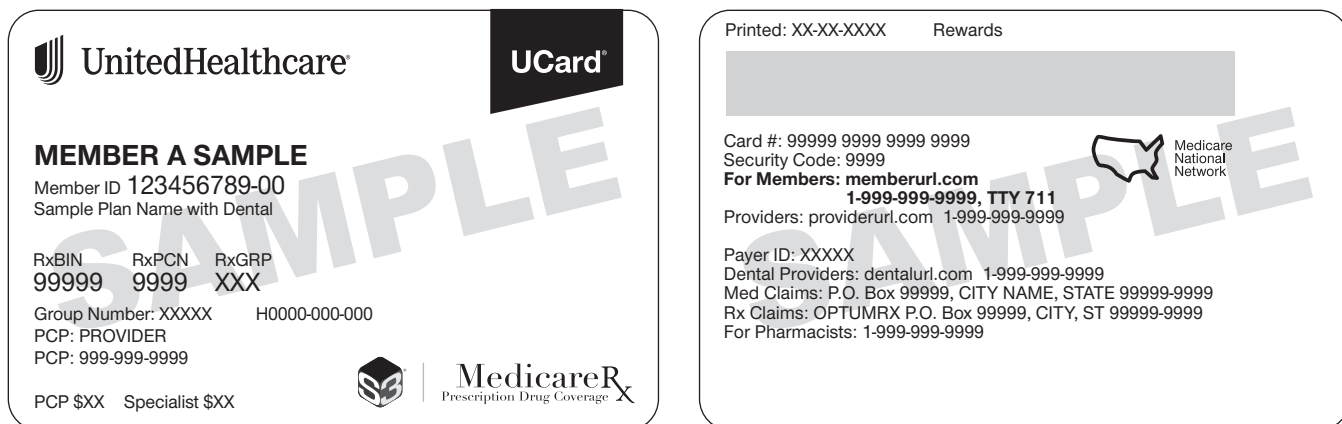 UnitedHealthcare®
UCard®
SAMPLE
MEMBER A SAMPLE
Member ID 123456789-00
Sample Plan Name with Dental
RxBIN RxPCN RxGRP
99999 9999 XXX
Group Number: XXXXX H0000-000-000
PCP: PROVIDER
PCP: 999-999-9999
PCP $XX Specialist $XX
S3
MedicareRx
Prescription Drug Coverage
Printed: XX-XX-XXXX Rewards
SAMPLE
Card #: 99999 9999 9999 9999
Security Code: 9999
For Members: memberurl.com
1-999-999-9999, TTY 711
Providers: providerurl.com 1-999-999-9999
Medicare
National
Network
Payer ID: XXXXX
Dental Providers: dentalurl.com 1-999-999-9999
Med Claims: P.O. Box 99999, CITY NAME, STATE 99999-9999
Rx Claims: OPTUMRX P.O. Box 99999, CITY, ST 99999-9999
For Pharmacists: 1-999-999-9999